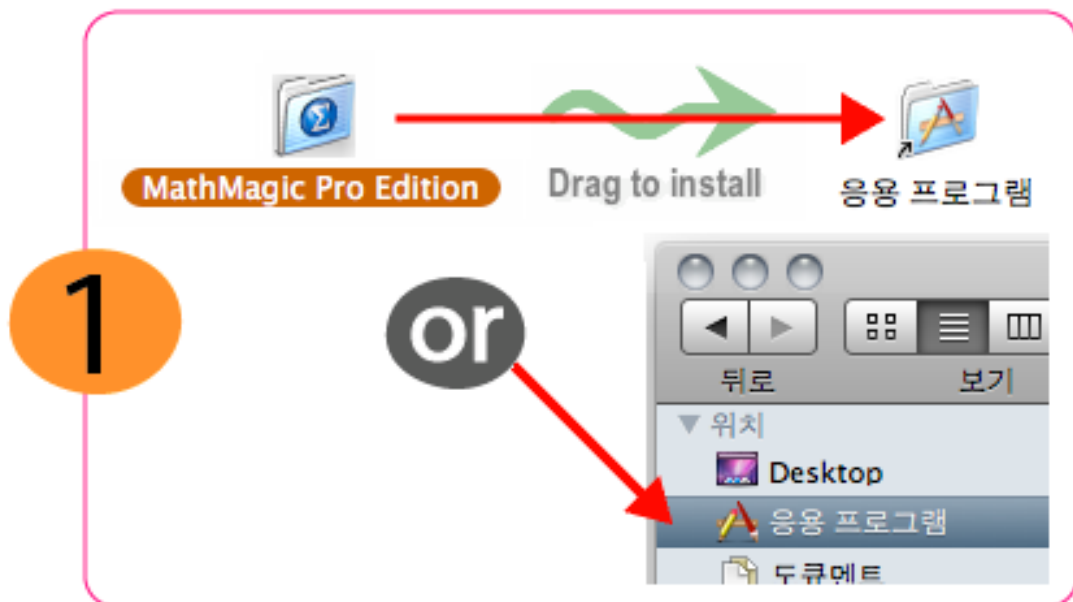 MathMagic Pro Edition
Drag to install
응용 프로그램
1
or
뒤로
보기
위치
Desktop
응용 프로그램
도큐멘트